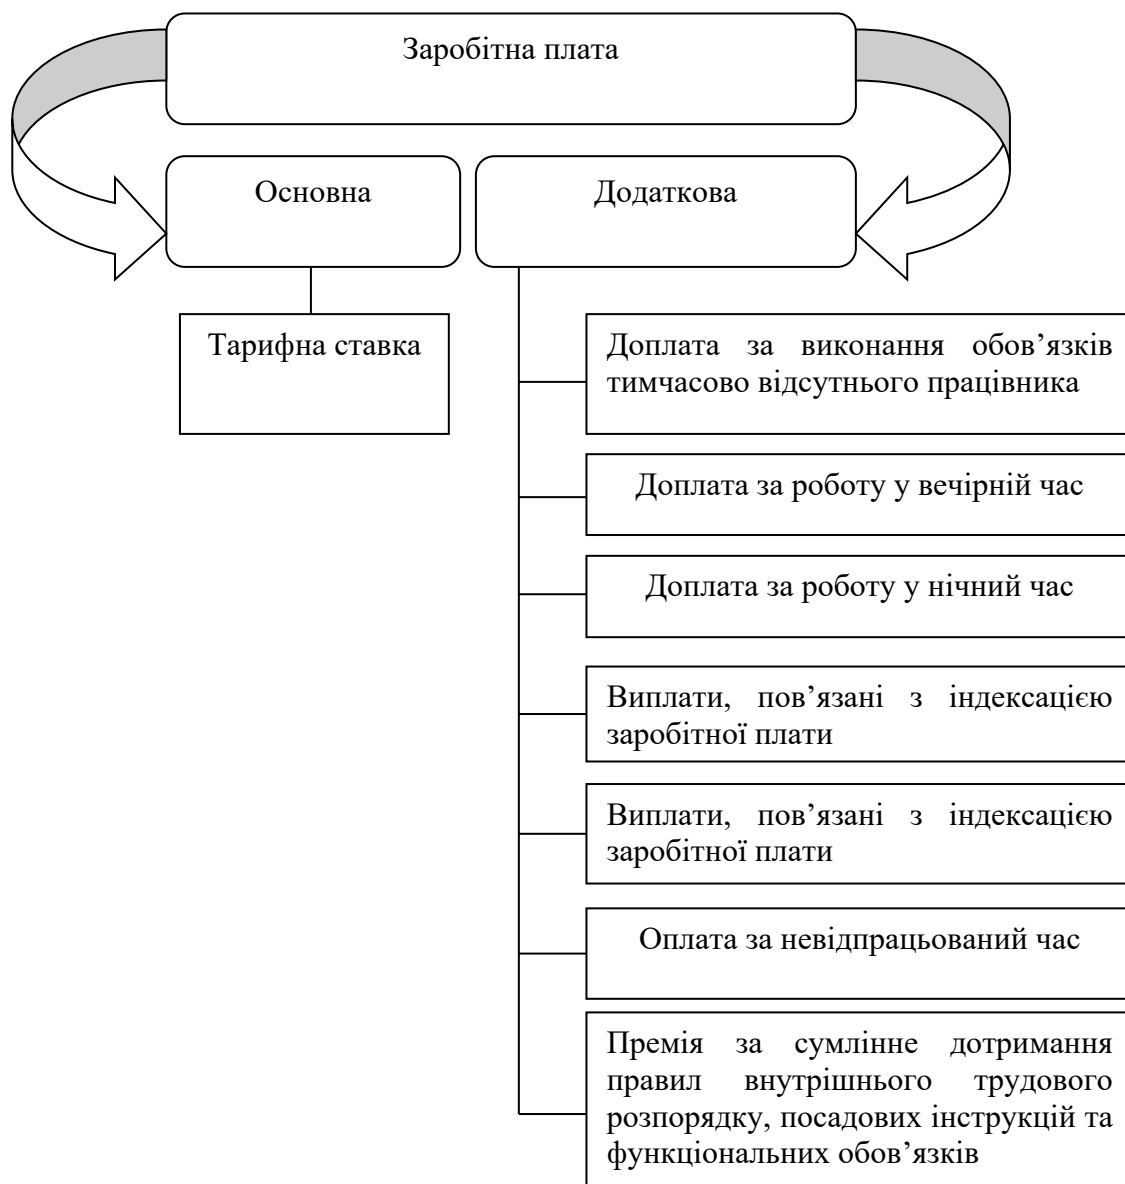 Заробітна плата
Основна
Додаткова
Тарифна ставка
Доплата за виконання обов’язків
тимчасово відсутнього працівника
Доплата за роботу у вечірній час
Доплата за роботу у нічний час
Виплати, пов’язані з індексацією
заробітної плати
Виплати, пов’язані з індексацією
заробітної плати
Оплата за невідпрацьований час
Премія за сумлінне дотримання
правил внутрішнього трудового
розпорядку, посадових інструкцій та
функціональних обов’язків